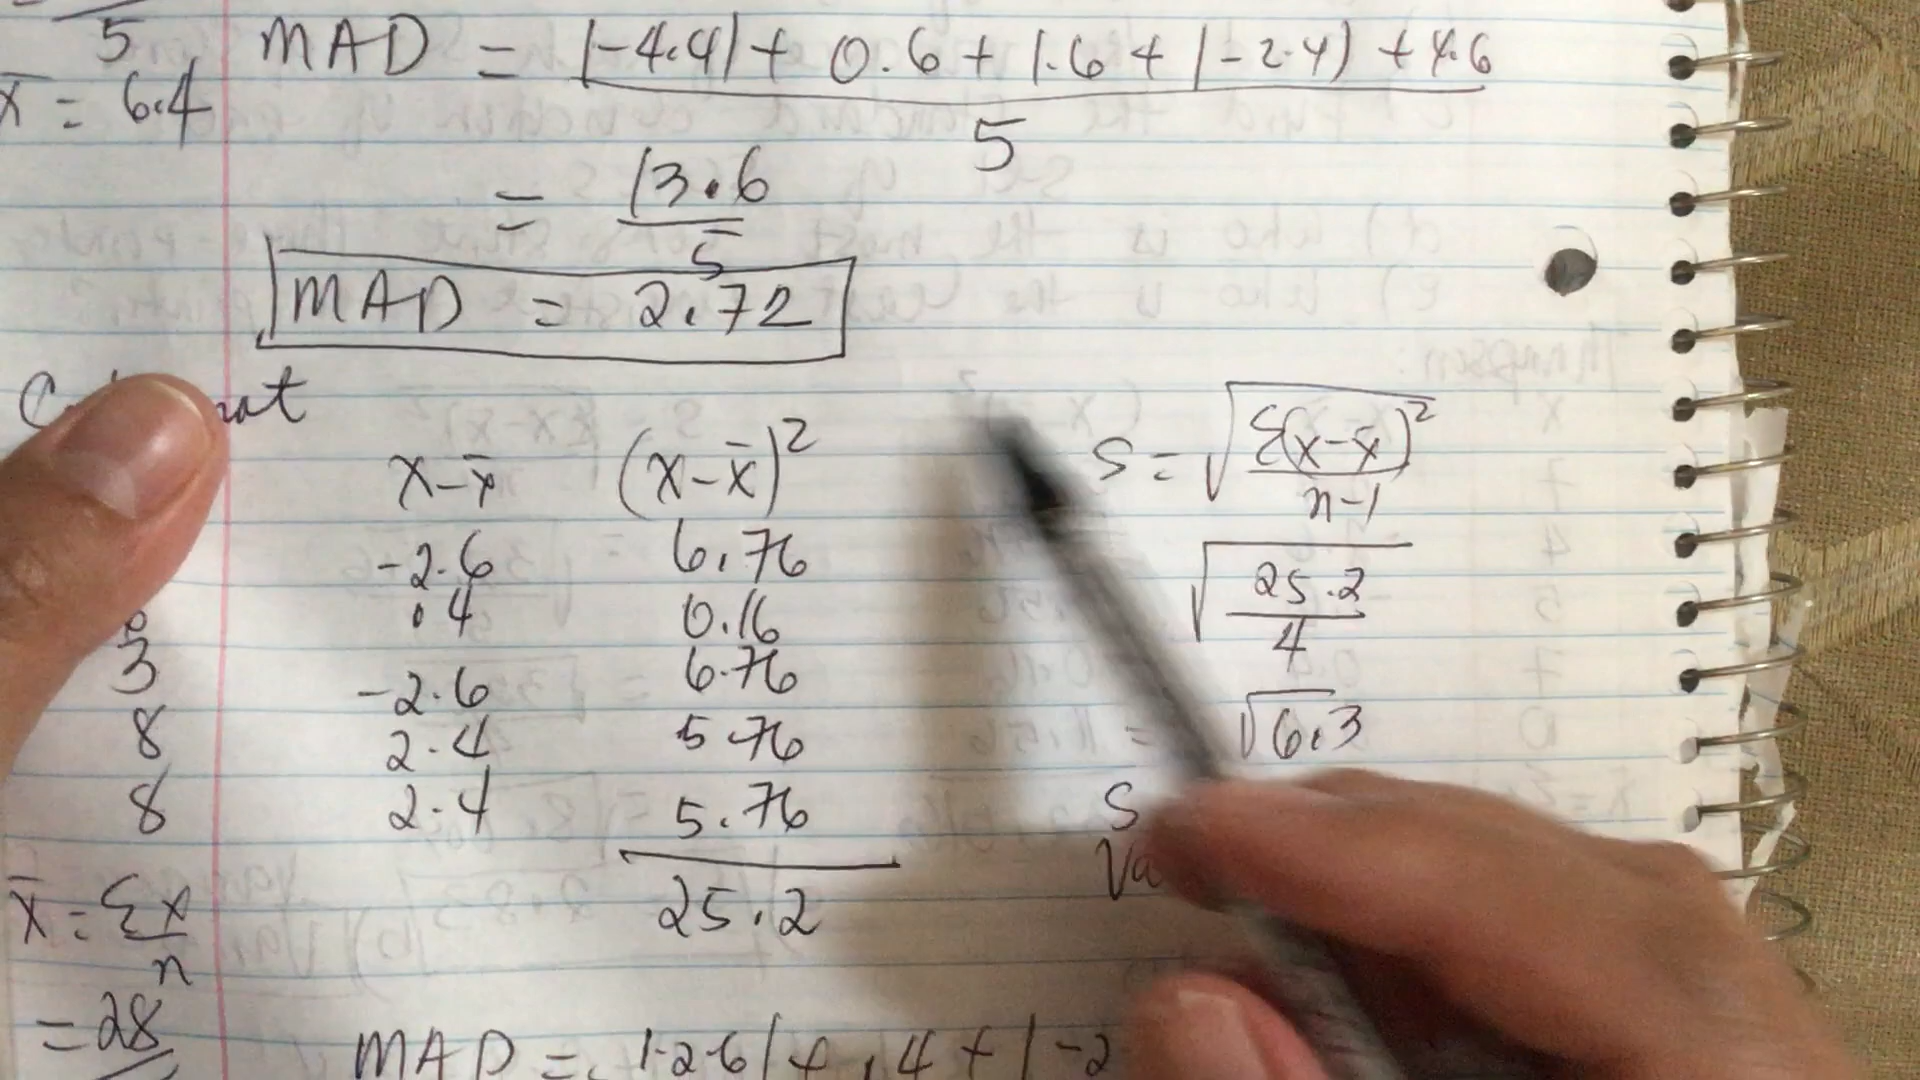 5 MAD = |-4.4|+ 0.6 + 1.6 + |-2.4| + 4.6
x̄ = 6.4
5
= 13.6
5
MAD = 2.72
x-x̄ (x-x̄)² S = √Σ(x-x̄)²
n-1
-2.6 6.76
√25.2
.4 0.16
4
3 -2.6 6.76
8 2.4 5.76 √6.3
8 2.4 5.76 S
x̄ = Σx 25.2
n
= 28
MAD = |-2.6| + .4 + |-2